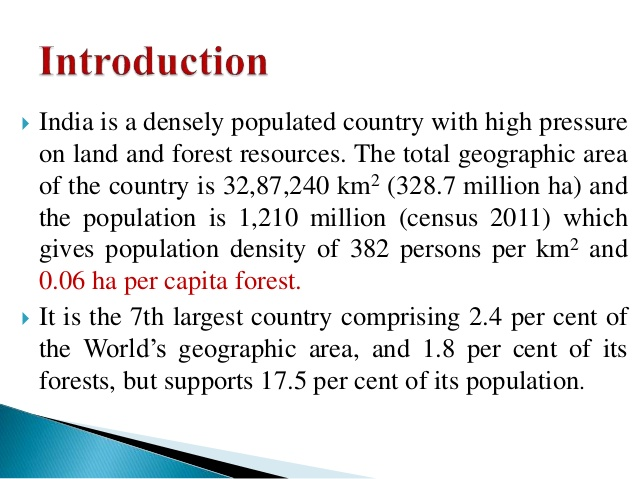 Introduction
India is a densely populated country with high pressure
on land and forest resources. The total geographic area
of the country is 32,87,240 km² (328.7 million ha) and
the population is 1,210 million (census 2011) which
gives population density of 382 persons per km² and
0.06 ha per capita forest.
It is the 7th largest country comprising 2.4 per cent of
the World’s geographic area, and 1.8 per cent of its
forests, but supports 17.5 per cent of its population.